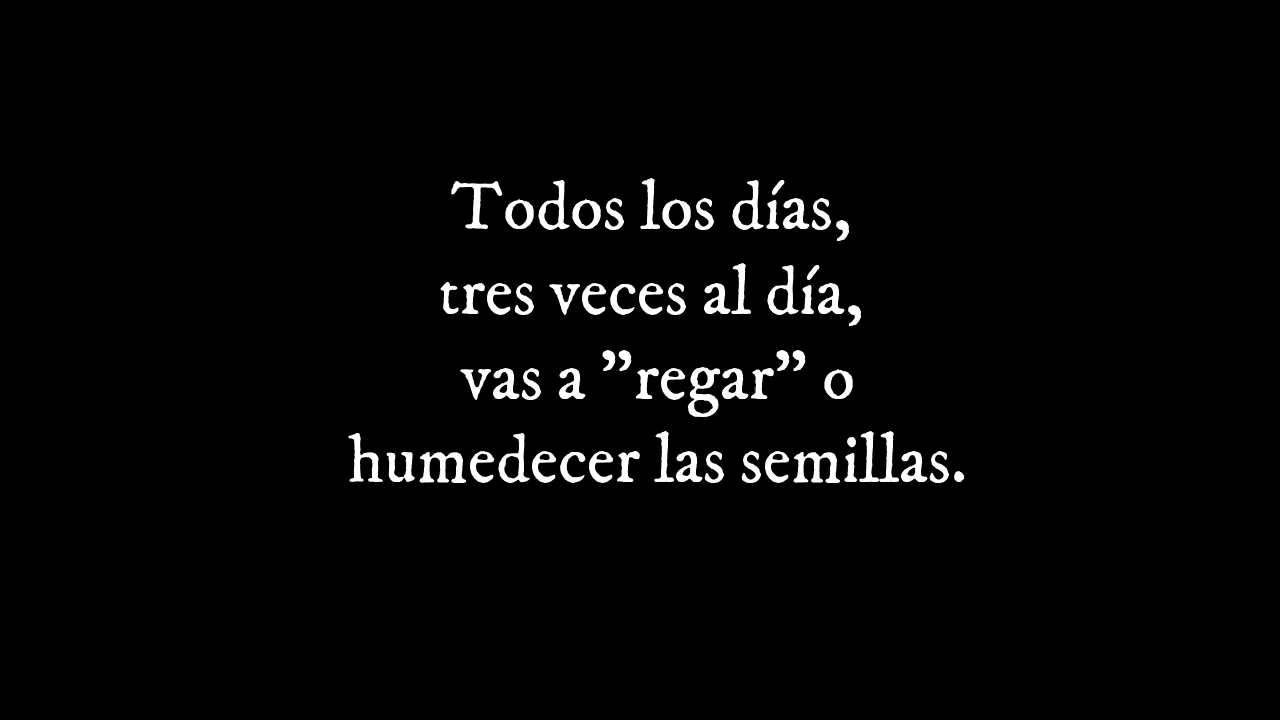 Todos los días,
tres veces al día,
vas a ”regar” o
humedecer las semillas.